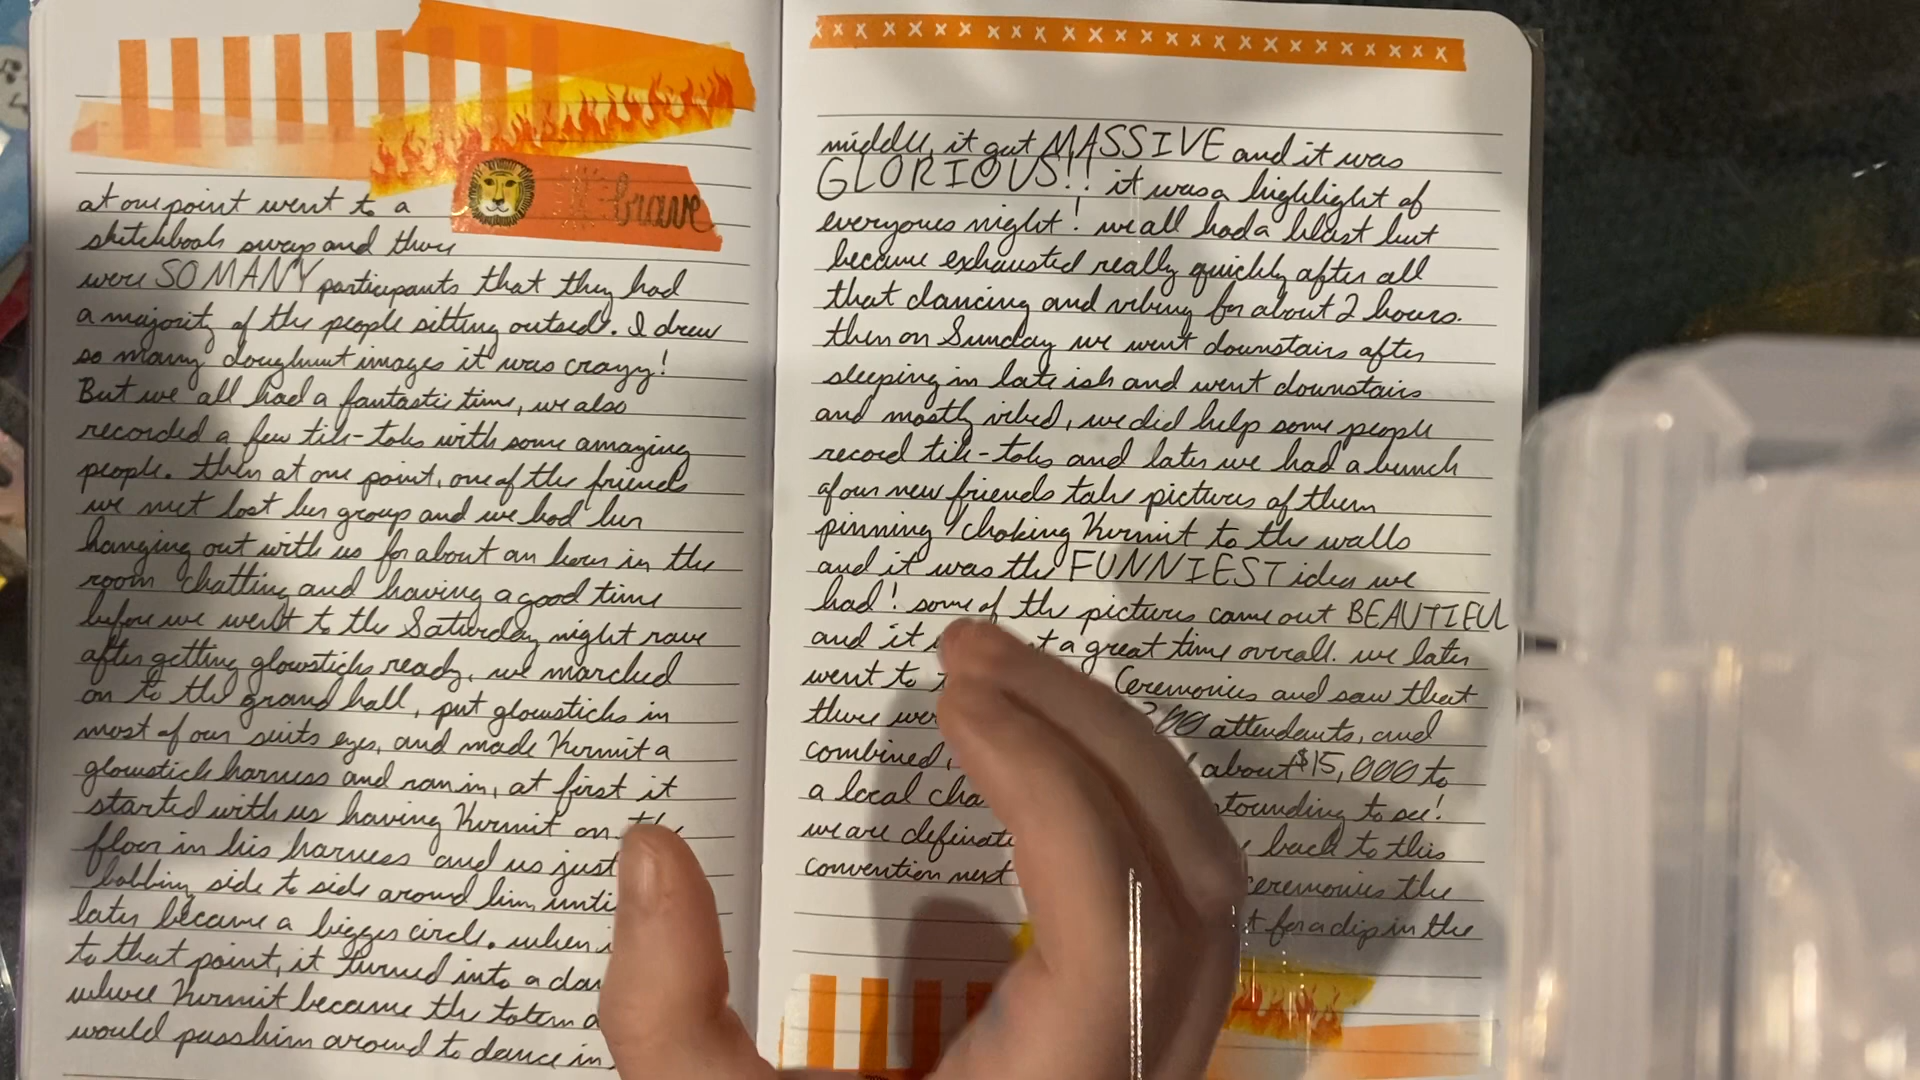 brave
at one point went to a
sketchbook swap and there
were SO MANY participants that they had
a majority of the people sitting outside. I drew
so many doughnut images it was crazy!
But we all had a fantastic time, we also
recorded a few tik-toks with some amazing
people. then at one point, one of the friends
we met lost her group and we had her
hanging out with us for about an hour in the
room chatting and having a good time
before we went to the Saturday night rave
after getting glowsticks ready, we marched
on to the grand hall, put glowsticks in
most of our suits eyes, and made Kermit a
glowstick harness and ran in, at first it
started with us having Kermit on the
floor in his harness and us just
bobbing side to side around him
later became a bigger circle. when
to that point, it turned into a
where Kermit became the totem
would pass him around to dance in
middle, it got MASSIVE and it was
GLORIOUS!! it was a highlight of
everyones night! we all had a blast but
became exhausted really quickly after all
that dancing and vibing for about 2 hours.
then on Sunday we went downstairs after
sleeping in late ish and went downstairs
and mostly vibed, we did help some people
record tik-toks and later we had a bunch
of our new friends take pictures of them
pinning/choking Kermit to the walls
and it was the FUNNIEST idea we
had! some of the pictures came out BEAUTIFUL
and it a great time overall. we later
went to Ceremonies and saw that
there attendants, and
combined, about $15,000 to
a local to see!
we are back to this
convention next ceremonies the
for a dip in the